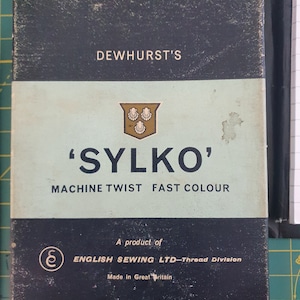 DEWHURST'S
'SYLKO'
MACHINE TWIST FAST COLOUR
A product of
ENGLISH SEWING LTD—Thread Division
Made in Great Britain